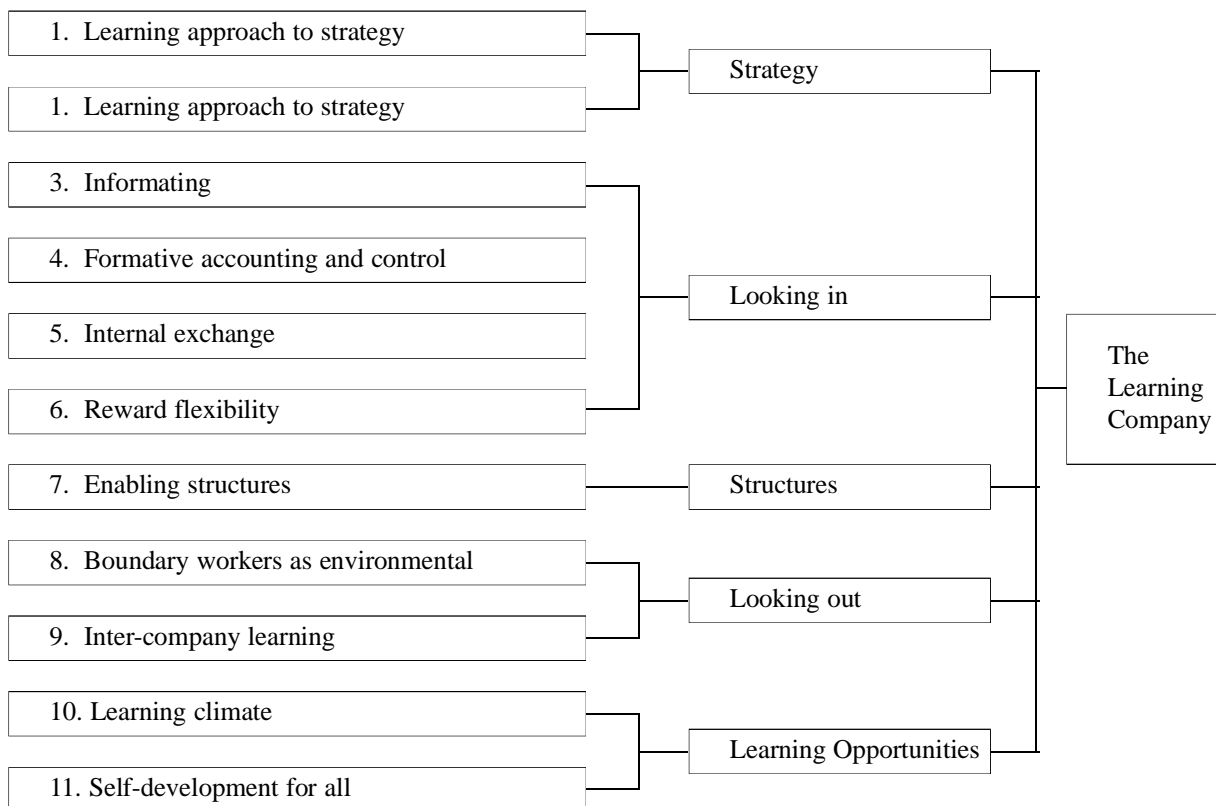 1. Learning approach to strategy
1. Learning approach to strategy
3. Informating
4. Formative accounting and control
5. Internal exchange
6. Reward flexibility
7. Enabling structures
8. Boundary workers as environmental
9. Inter-company learning
10. Learning climate
11. Self-development for all
Strategy
Looking in
Structures
Looking out
Learning Opportunities
The
Learning
Company